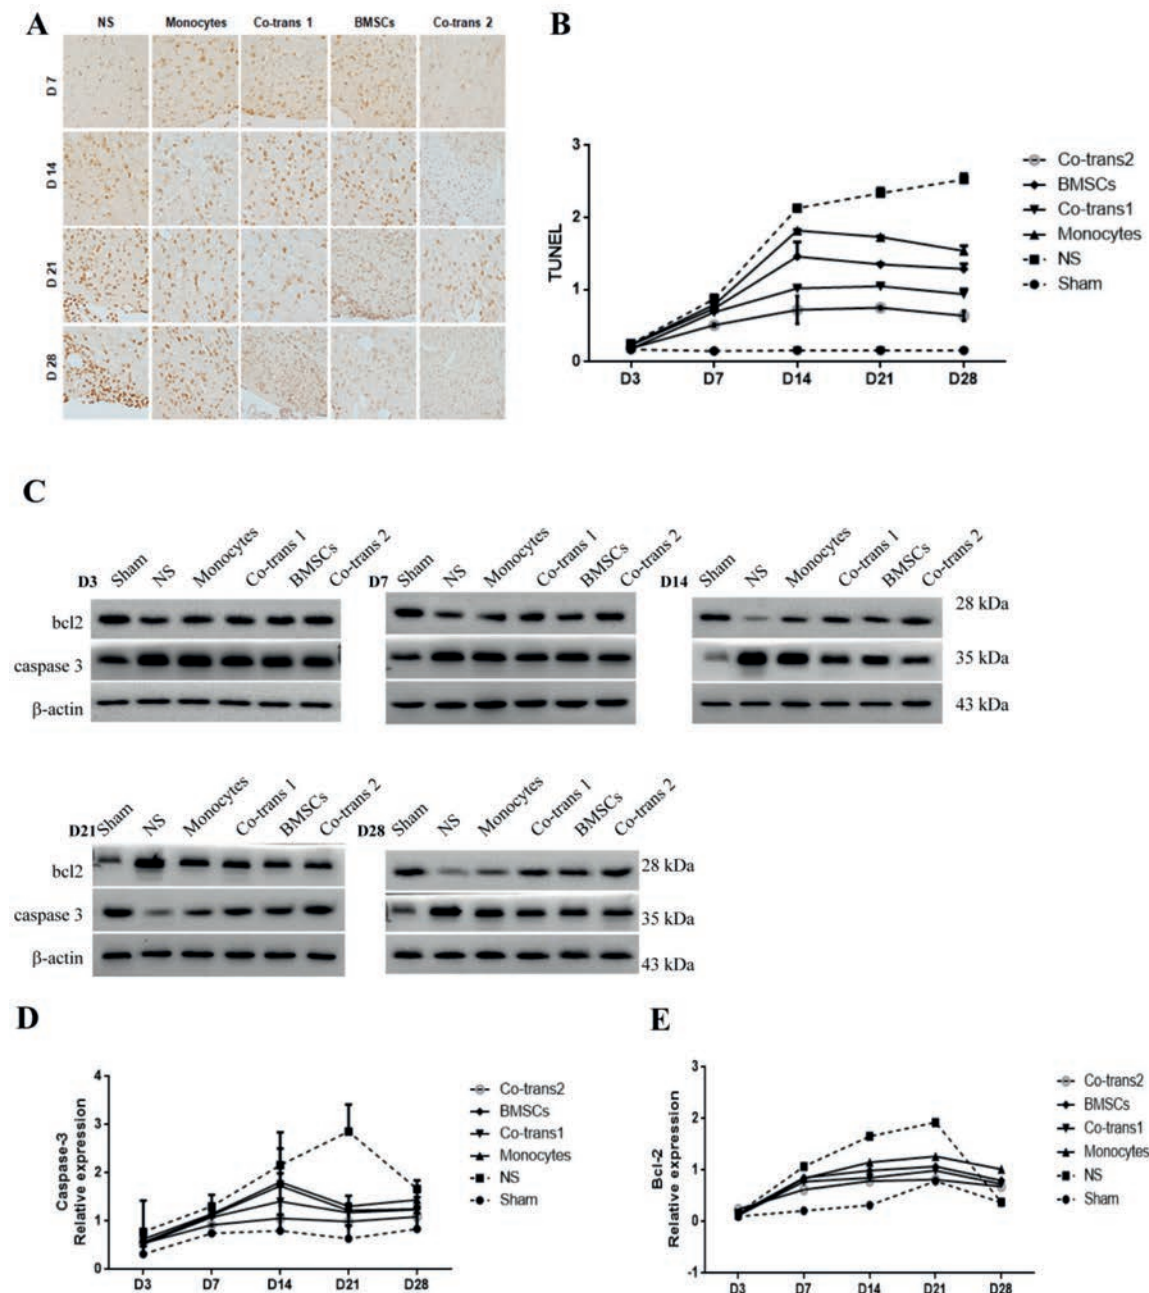 A
NS Monocytes Co-trans 1 BMSCs Co-trans 2
D 7
D 14
D 21
D 28
B
TUNEL
3
2
1
0
D3 D7 D14 D21 D28
Co-trans2
BMSCs
Co-trans1
Monocytes
NS
Sham
C
D3 Sham NS Monocytes Co-trans 1 BMSCs Co-trans 2
D7 Sham NS Monocytes Co-trans 1 BMSCs Co-trans 2
D14 Sham NS Monocytes Co-trans 1 BMSCs Co-trans 2
bcl2 28 kDa
caspase 3 35 kDa
β-actin 43 kDa
D21 Sham NS Monocytes Co-trans 1 BMSCs Co-trans 2
D28 Sham NS Monocytes Co-trans 1 BMSCs Co-trans 2
bcl2 28 kDa
caspase 3 35 kDa
β-actin 43 kDa
D
Caspase-3
Relative expression
4
3
2
1
0
D3 D7 D14 D21 D28
Co-trans2
BMSCs
Co-trans1
Monocytes
NS
Sham
E
Bcl-2
Relative expression
3
2
1
0
-1
D3 D7 D14 D21 D28
Co-trans2
BMSCs
Co-trans1
Monocytes
NS
Sham